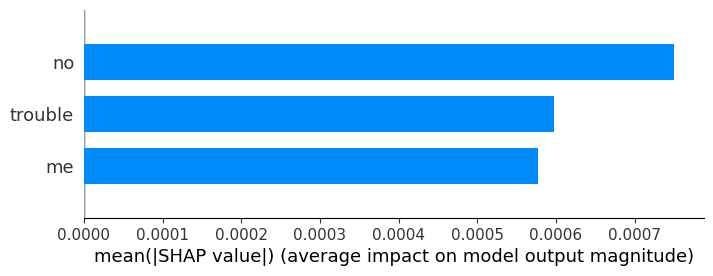 no
trouble
me
0.0000 0.0001 0.0002 0.0003 0.0004 0.0005 0.0006 0.0007
mean(|SHAP value|) (average impact on model output magnitude)